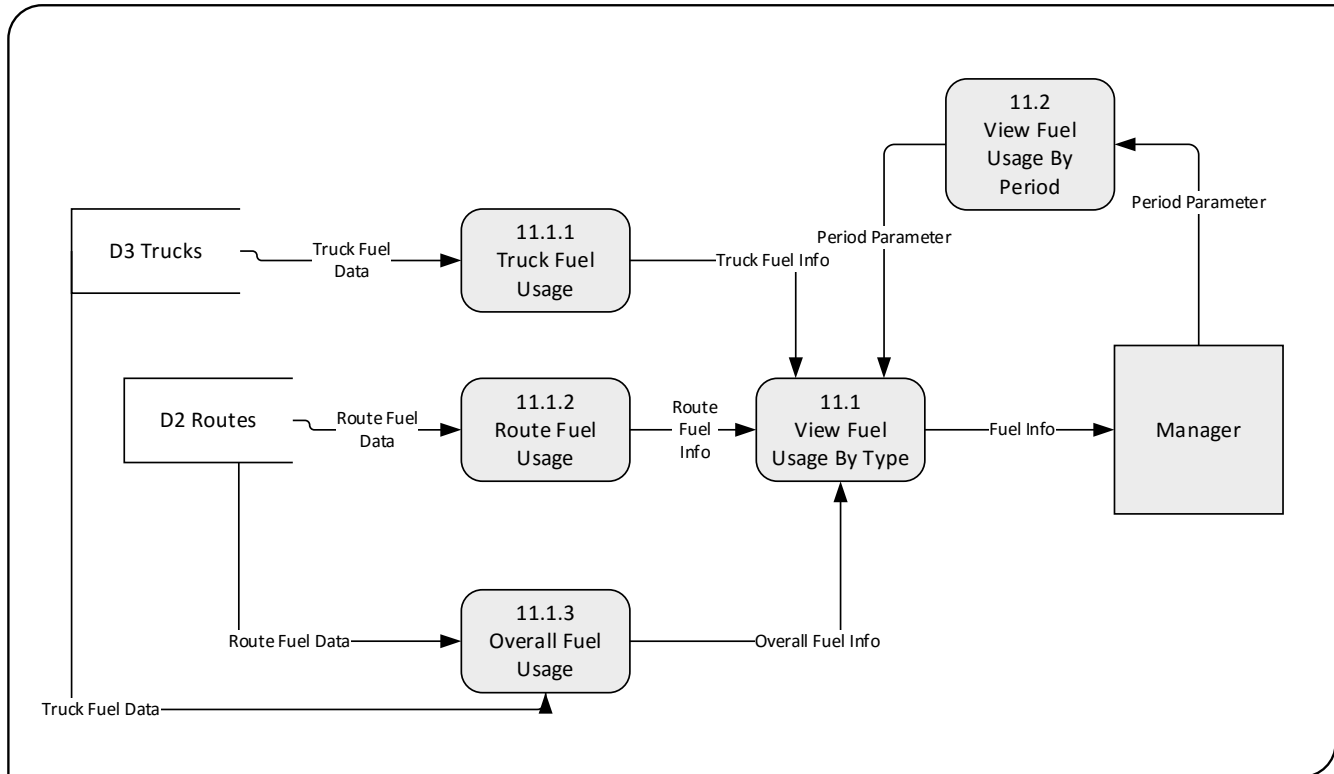 11.2
View Fuel
Usage By
Period
Period Parameter
D3 Trucks
Truck Fuel
Data
11.1.1
Truck Fuel
Usage
Truck Fuel Info
Period Parameter
D2 Routes
Route Fuel
Data
11.1.2
Route Fuel
Usage
Route
Fuel
Info
11.1
View Fuel
Usage By Type
Fuel Info
Manager
Route Fuel Data
11.1.3
Overall Fuel
Usage
Overall Fuel Info
Truck Fuel Data